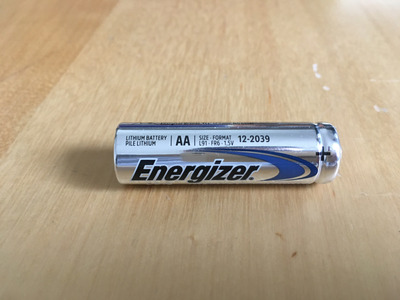 LITHIUM BATTERY
PILE LITHIUM
AA
SIZE · FORMAT
L91 · FR6 · 1.5V
12-2039
Energizer
+